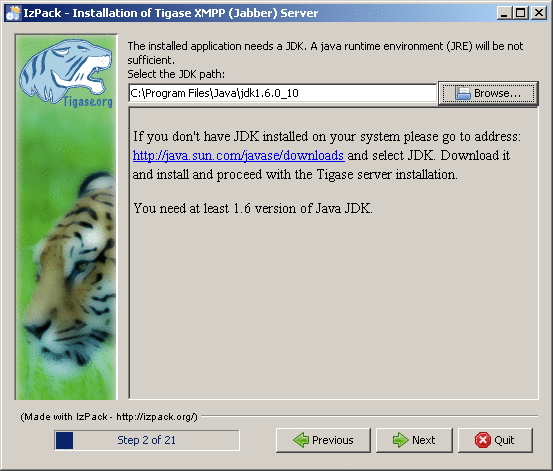 IzPack - Installation of Tigase XMPP (Jabber) Server
Tigase.org
The installed application needs a JDK. A java runtime environment (JRE) will be not
sufficient.
Select the JDK path:
C:\Program Files\Java\jdk1.6.0_10
Browse...
If you don't have JDK installed on your system please go to address:
http://java.sun.com/javase/downloads and select JDK. Download it
and install and proceed with the Tigase server installation.
You need at least 1.6 version of Java JDK.
(Made with IzPack - http://izpack.org/)
Step 2 of 21
Previous
Next
Quit